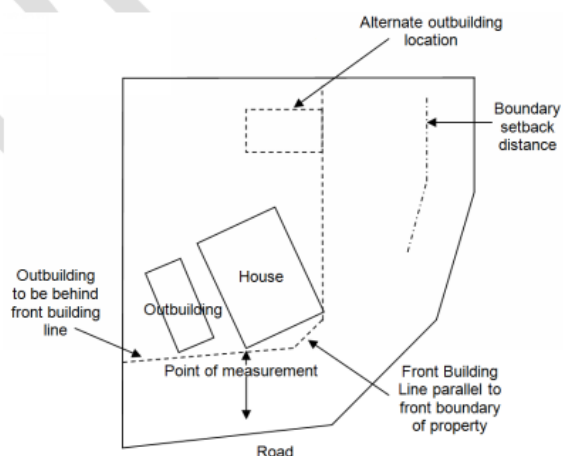 Alternate outbuilding
location
Boundary
setback
distance
House
Outbuilding
to be behind
front building
line
Outbuilding
Point of measurement
Front Building
Line parallel to
front boundary
of property
Road